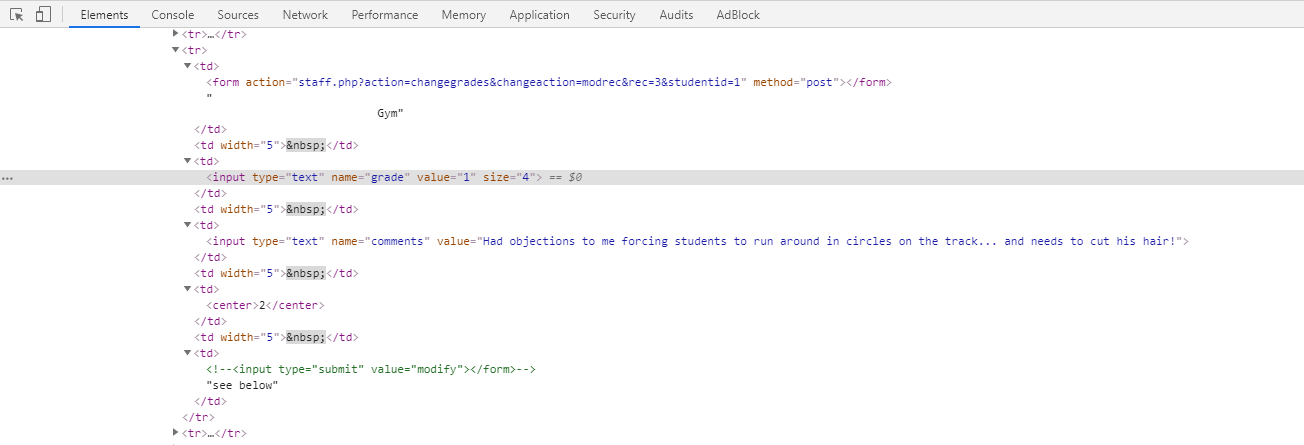 Elements Console Sources Network Performance Memory Application Security Audits AdBlock
<tr>…</tr>
<tr>
<td>
<form action="staff.php?action=changegrades&changeaction=modrec&rec=3&studentid=1" method="post"></form>
"
Gym"
</td>
<td width="5">&nbsp;</td>
<td>
... <input type="text" name="grade" value="1" size="4"> == $0
</td>
<td width="5">&nbsp;</td>
<td>
<input type="text" name="comments" value="Had objections to me forcing students to run around in circles on the track... and needs to cut his hair!">
</td>
<td width="5">&nbsp;</td>
<td>
<center>2</center>
</td>
<td width="5">&nbsp;</td>
<td>
<!--<input type="submit" value="modify"></form>-->
"see below"
</td>
</tr>
<tr>…</tr>